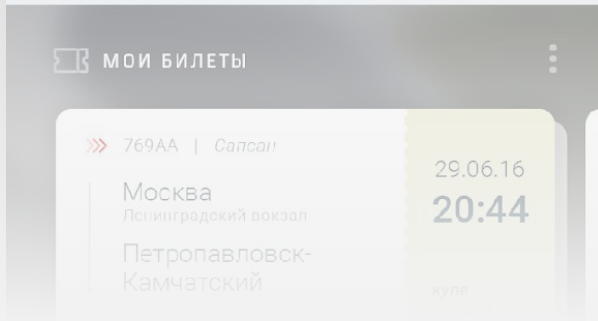 МОИ БИЛЕТЫ
769АА | Сапсан
29.06.16
Москва
20:44
Ленинградский вокзал
Петропавловск-
Камчатский
купе